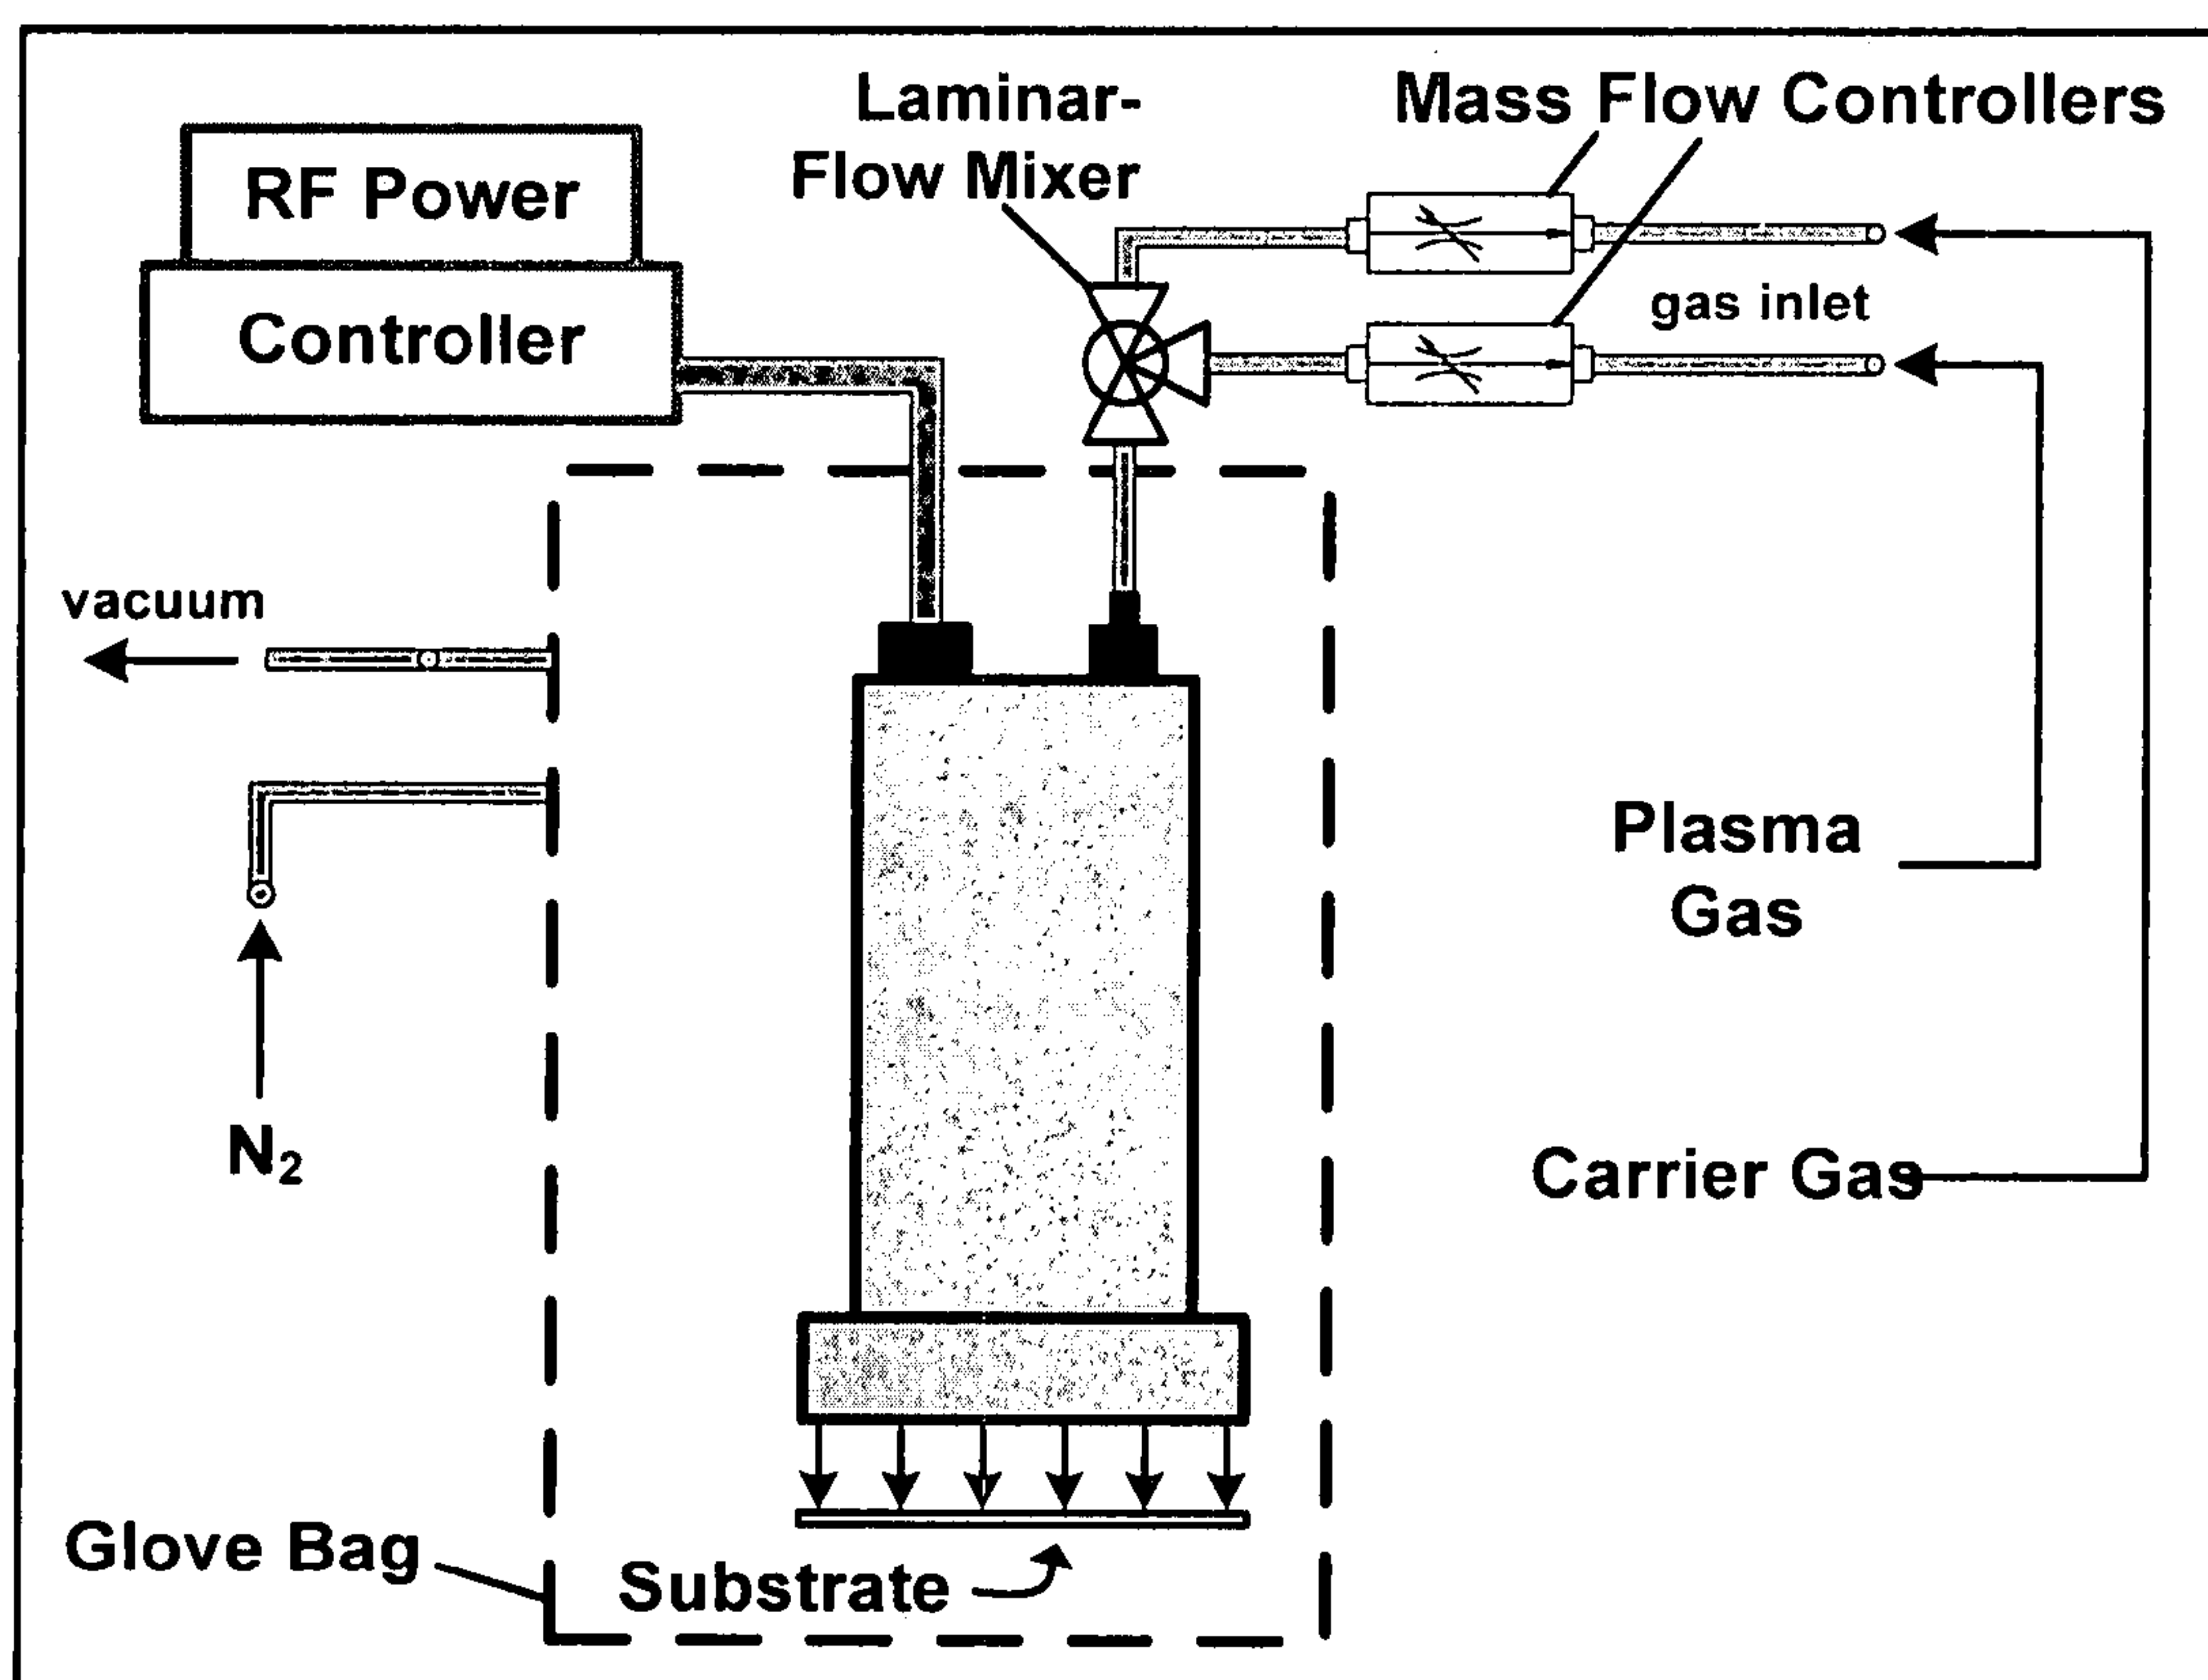 Laminar-
Flow Mixer
Mass Flow Controllers
RF Power
Controller
gas inlet
vacuum
N₂
Plasma
Gas
Carrier Gas
Glove Bag
Substrate